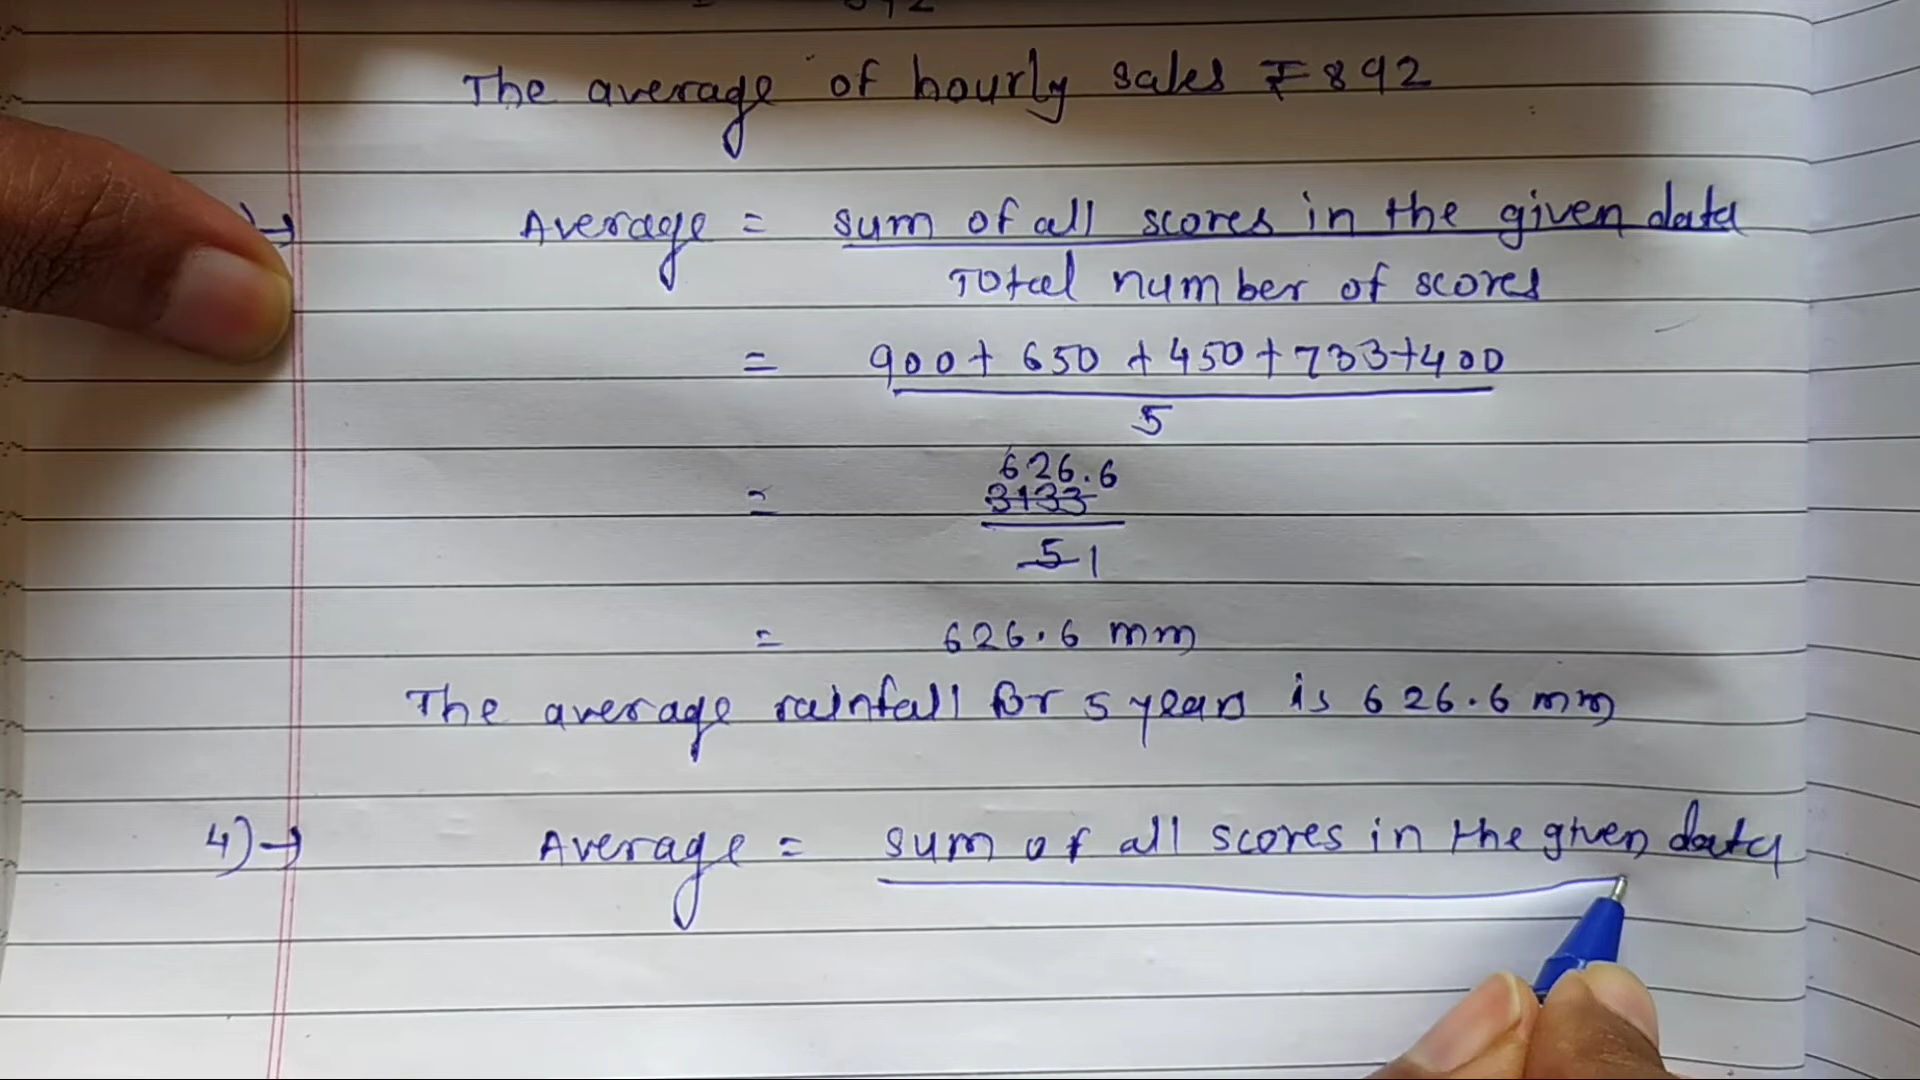 The average of hourly sales ₹892
Average = sum of all scores in the given data
Total number of scores
= 900+ 650 + 450 + 733+400
5
626.6
= 3133
5 1
= 626.6 mm
The average rainfall for 5 years is 626.6 mm
4)→ Average = sum of all scores in the given data